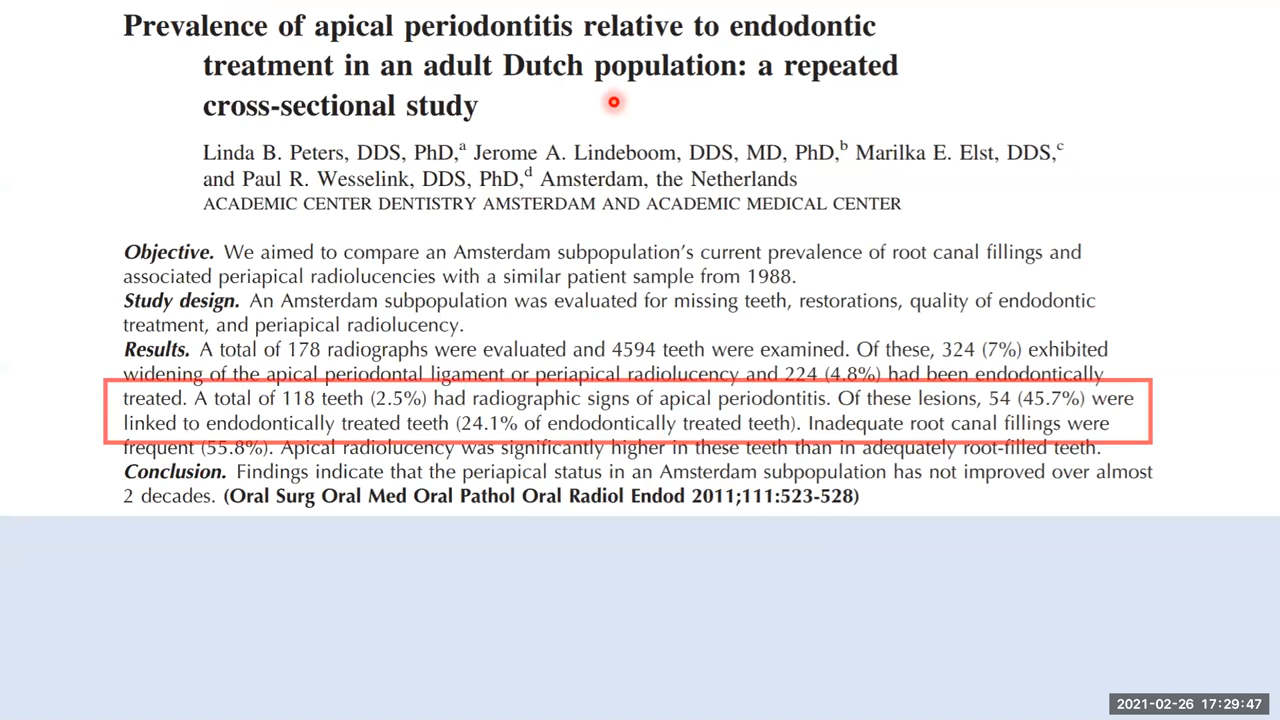 Prevalence of apical periodontitis relative to endodontic
treatment in an adult Dutch population: a repeated
cross-sectional study
Linda B. Peters, DDS, PhD,a Jerome A. Lindeboom, DDS, MD, PhD,b Marilka E. Elst, DDS,c
and Paul R. Wesselink, DDS, PhD,d Amsterdam, the Netherlands
ACADEMIC CENTER DENTISTRY AMSTERDAM AND ACADEMIC MEDICAL CENTER
Objective. We aimed to compare an Amsterdam subpopulation's current prevalence of root canal fillings and
associated periapical radiolucencies with a similar patient sample from 1988.
Study design. An Amsterdam subpopulation was evaluated for missing teeth, restorations, quality of endodontic
treatment, and periapical radiolucency.
Results. A total of 178 radiographs were evaluated and 4594 teeth were examined. Of these, 324 (7%) exhibited
widening of the apical periodontal ligament or periapical radiolucency and 224 (4.8%) had been endodontically
treated. A total of 118 teeth (2.5%) had radiographic signs of apical periodontitis. Of these lesions, 54 (45.7%) were
linked to endodontically treated teeth (24.1% of endodontically treated teeth). Inadequate root canal fillings were
frequent (55.8%). Apical radiolucency was significantly higher in these teeth than in adequately root-filled teeth.
Conclusion. Findings indicate that the periapical status in an Amsterdam subpopulation has not improved over almost
2 decades. (Oral Surg Oral Med Oral Pathol Oral Radiol Endod 2011;111:523-528)
2021-02-26 17:29:47